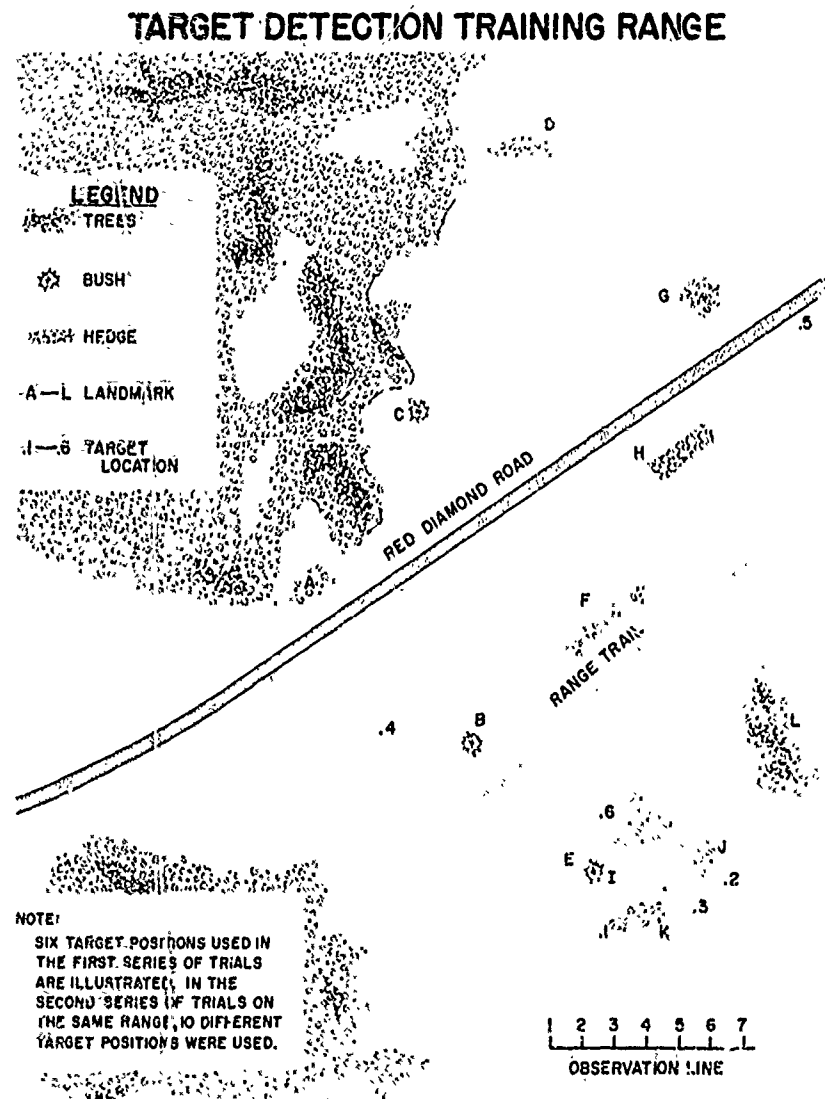 TARGET DETECTION TRAINING RANGE
D
LEGEND
TREES
BUSH
HEDGE
A—L LANDMARK
.1—.6 TARGET
LOCATION
G
.5
C
H
RED DIAMOND ROAD
A
F
RANGE TRAIL
.4
B
L
.6
J
E
I
.2
.3
.1
K
NOTE:
SIX TARGET POSITIONS USED IN
THE FIRST SERIES OF TRIALS
ARE ILLUSTRATED, IN THE
SECOND SERIES OF TRIALS ON
THE SAME RANGE, 10 DIFFERENT
TARGET POSITIONS WERE USED.
1 2 3 4 5 6 7
OBSERVATION LINE